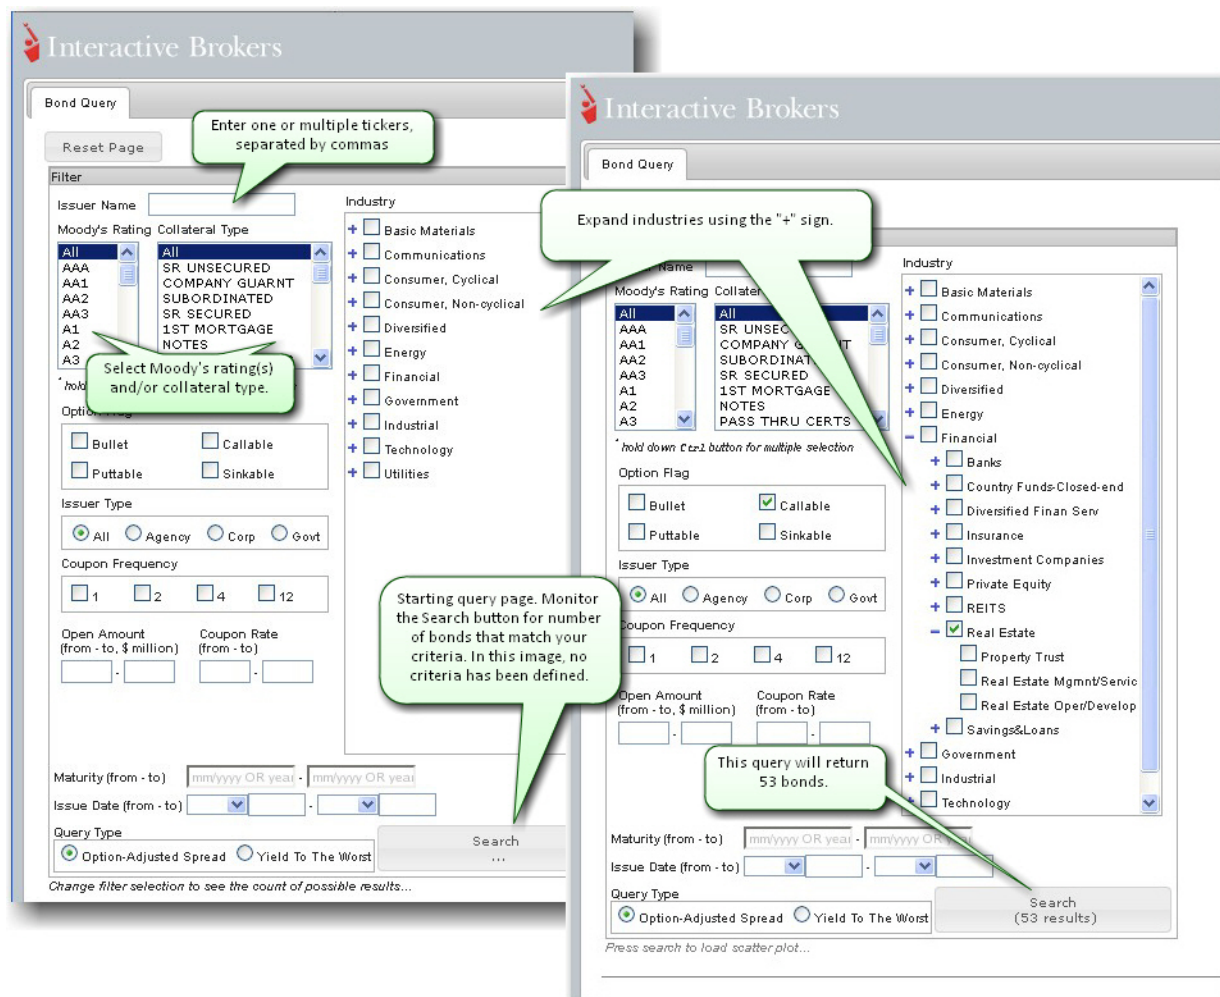 Interactive Brokers
Bond Query
Reset Page
Enter one or multiple tickers,
separated by commas
Filter
Issuer Name
Moody's Rating Collateral Type
All
AAA
AA1
AA2
AA3
A1
A2
A3
All
SR UNSECURED
COMPANY GUARNT
SUBORDINATED
SR SECURED
1ST MORTGAGE
NOTES
Select Moody's rating(s)
and/or collateral type.
* hold
Option Flag
Bullet
Callable
Puttable
Sinkable
Issuer Type
All Agency Corp Govt
Coupon Frequency
1 2 4 12
Open Amount
(from - to, $ million)
Coupon Rate
(from - to)
Industry
+ Basic Materials
+ Communications
+ Consumer, Cyclical
+ Consumer, Non-cyclical
+ Diversified
+ Energy
+ Financial
+ Government
+ Industrial
+ Technology
+ Utilities
Starting query page. Monitor
the Search button for number
of bonds that match your
criteria. In this image, no
criteria has been defined.
Maturity (from - to) mm/yyyy OR year - mm/yyyy OR year
Issue Date (from - to) -
Query Type
Option-Adjusted Spread Yield To The Worst
Search
...
Change filter selection to see the count of possible results...
Interactive Brokers
Bond Query
Expand industries using the "+" sign.
Name
Moody's Rating Collater
All
AAA
AA1
AA2
AA3
A1
A2
A3
All
SR UNSEC
COMPANY G NT
SUBORDINAT
SR SECURED
1ST MORTGAGE
NOTES
PASS THRU CERTS
* hold down Ctrl button for multiple selection
Option Flag
Bullet
Callable
Puttable
Sinkable
Issuer Type
All Agency Corp Govt
Coupon Frequency
1 2 4 12
Open Amount
(from - to, $ million)
Coupon Rate
(from - to)
Industry
+ Basic Materials
+ Communications
+ Consumer, Cyclical
+ Consumer, Non-cyclical
+ Diversified
+ Energy
- Financial
+ Banks
+ Country Funds-Closed-end
+ Diversified Finan Serv
+ Insurance
+ Investment Companies
+ Private Equity
+ REITS
- Real Estate
Property Trust
Real Estate Mgmnt/Servic
Real Estate Oper/Develop
+ Savings&Loans
+ Government
+ Industrial
+ Technology
This query will return
53 bonds.
Maturity (from - to) mm/yyyy OR year - mm/yyyy OR year
Issue Date (from - to) -
Query Type
Option-Adjusted Spread Yield To The Worst
Search
(53 results)
Press search to load scatter plot...